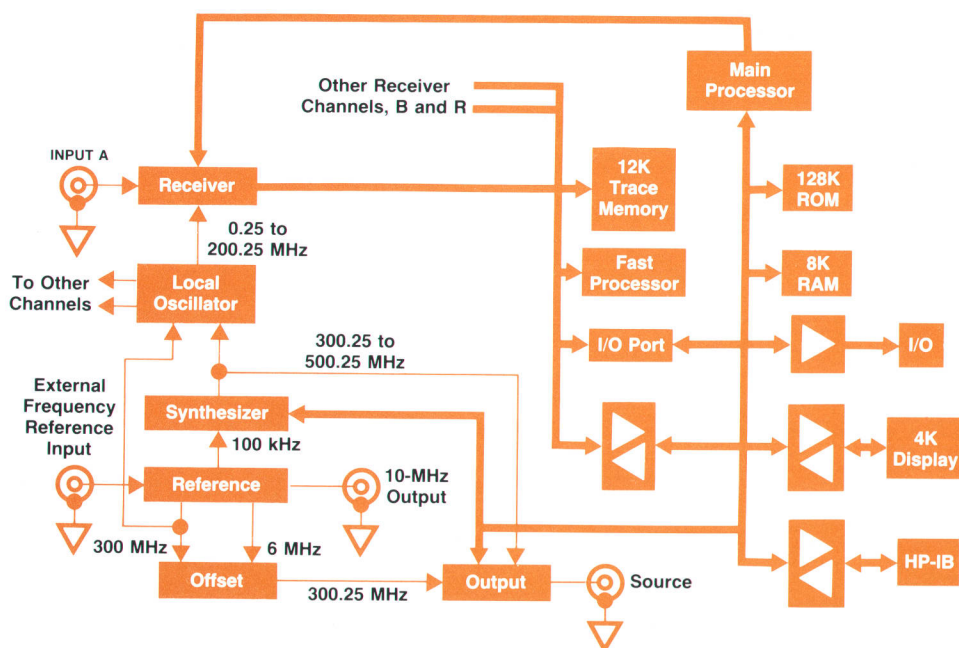 Other Receiver
Channels, B and R
Main
Processor
INPUT A
Receiver
12K
Trace
Memory
128K
ROM
0.25 to
200.25 MHz
Fast
Processor
8K
RAM
To Other
Channels
Local
Oscillator
300.25 to
500.25 MHz
I/O Port
I/O
External
Frequency
Reference
Input
Synthesizer
100 kHz
4K
Display
Reference
10-MHz
Output
300 MHz
6 MHz
Offset
300.25 MHz
Output
Source
HP-IB